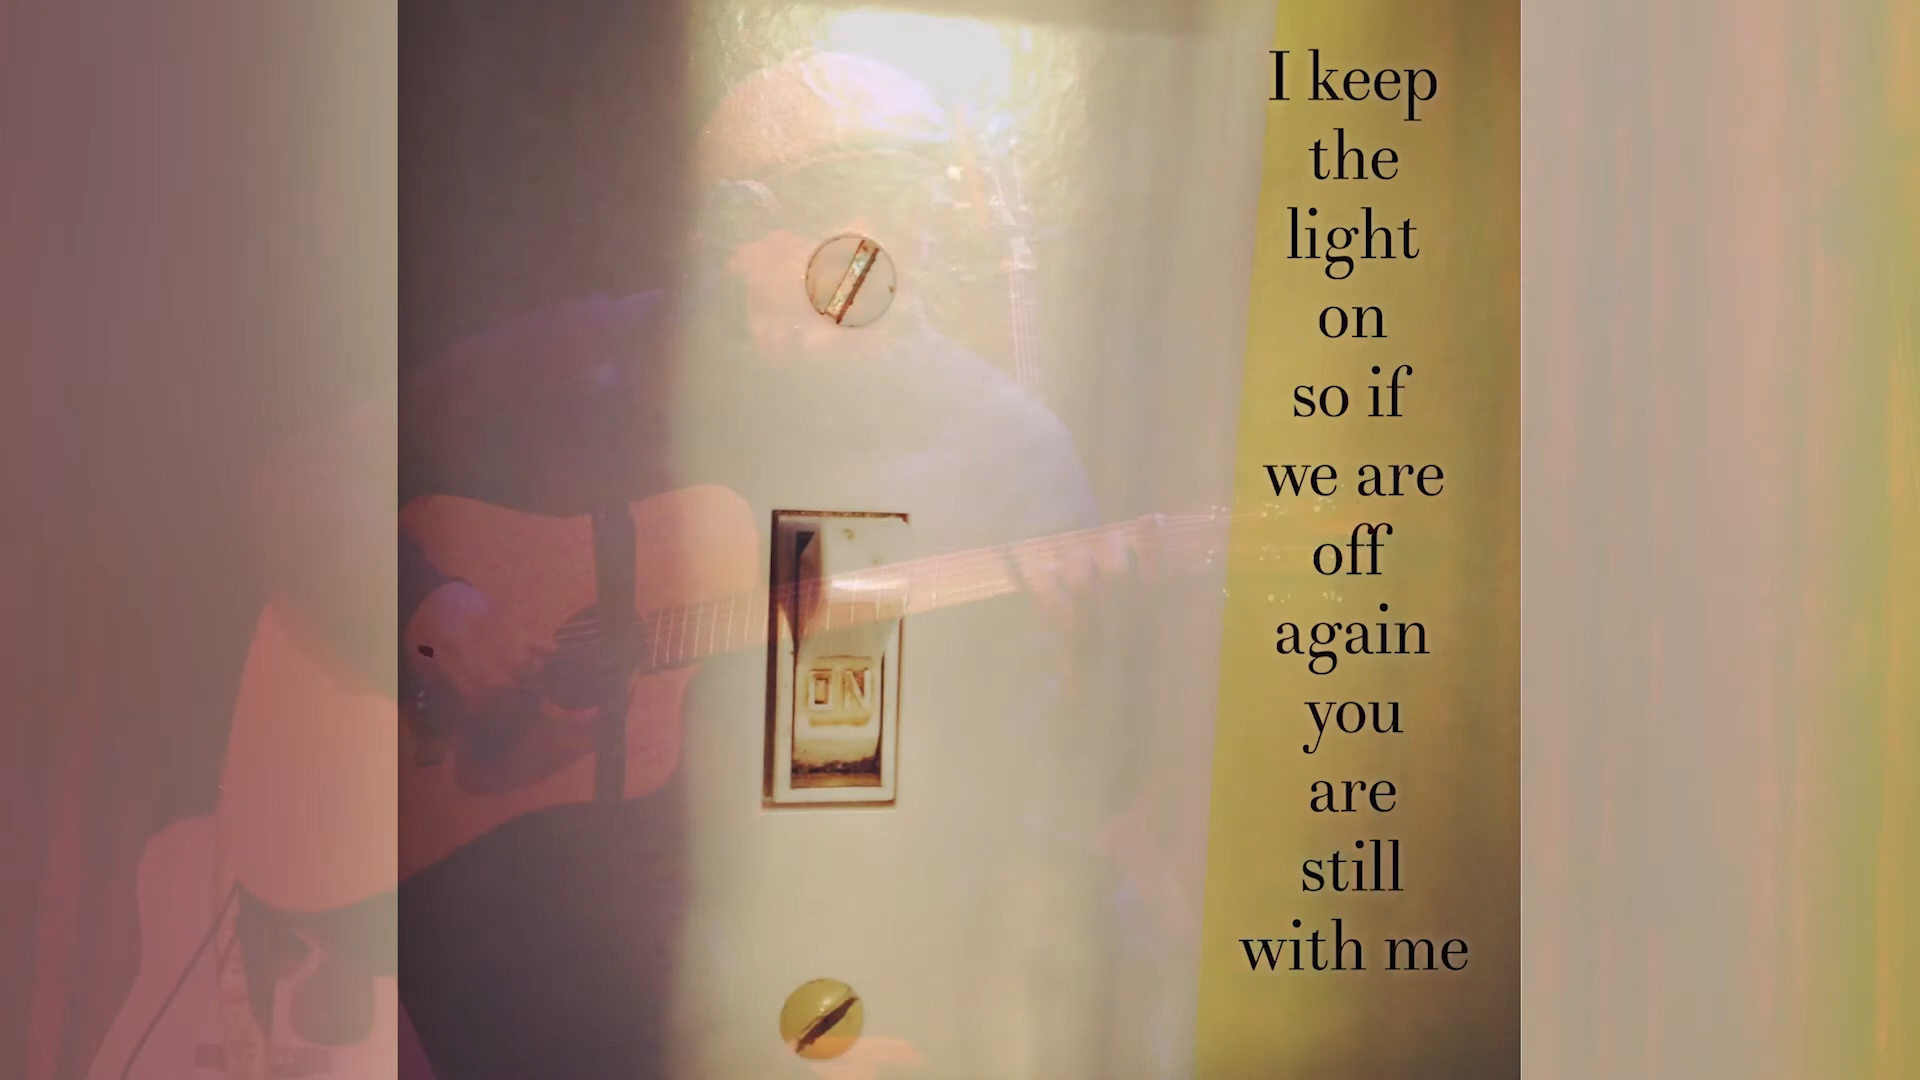 ON
I keep
the
light
on
so if
we are
off
again
you
are
still
with me